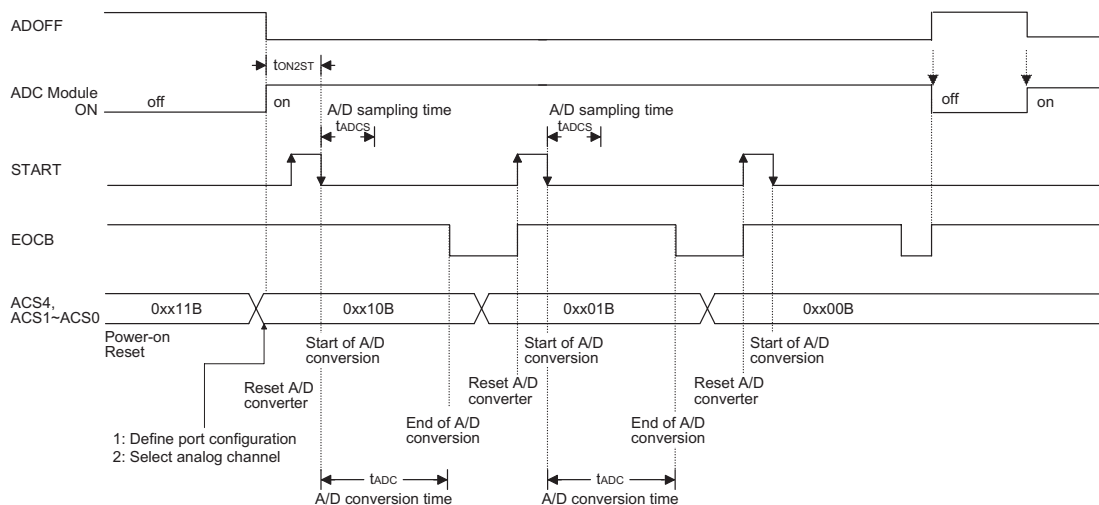 ADOFF
tON2ST
ADC Module
ON
off
on
A/D sampling time
tADCS
A/D sampling time
tADCS
off
on
START
EOCB
ACS4,
ACS1~ACS0
0xx11B
0xx10B
0xx01B
0xx00B
Power-on
Reset
Start of A/D
conversion
Start of A/D
conversion
Start of A/D
conversion
Reset A/D
converter
Reset A/D
converter
Reset A/D
converter
End of A/D
conversion
End of A/D
conversion
1: Define port configuration
2: Select analog channel
tADC
A/D conversion time
tADC
A/D conversion time